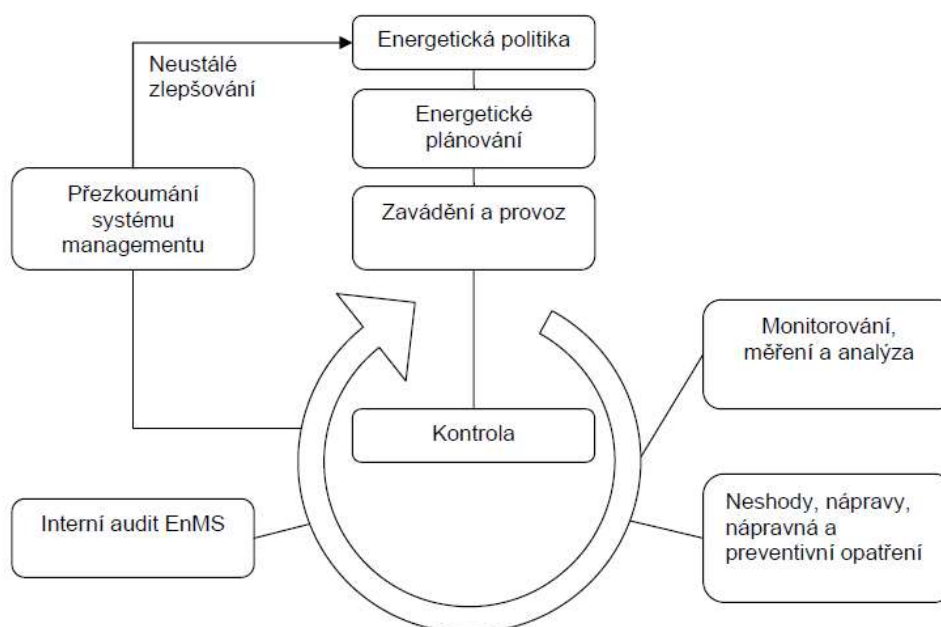 Energetická politika
Neustálé
zlepšování
Energetické
plánování
Přezkoumání
systému
managementu
Zavádění a provoz
Monitorování,
měření a analýza
Kontrola
Interní audit EnMS
Neshody, nápravy,
nápravná a
preventivní opatření